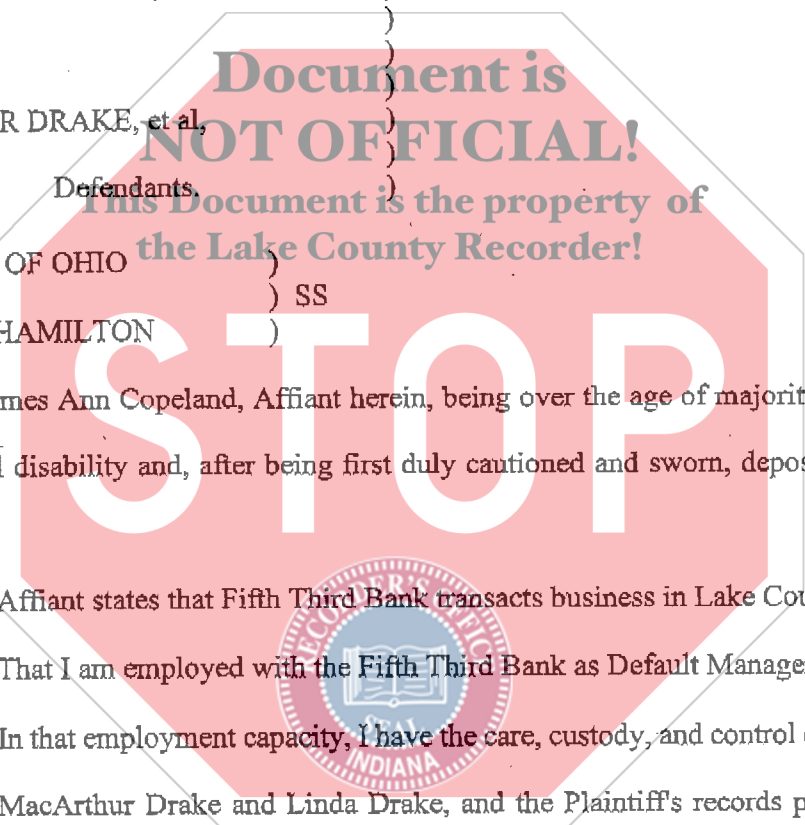 )
)
Document is
)
R DRAKE, et al, )
NOT OFFICIAL!
)
Defendants. )
This Document is the property of
the Lake County Recorder!
OF OHIO )
) SS
HAMILTON )
STOP
mes Ann Copeland, Affiant herein, being over the age of majorit
l disability and, after being first duly cautioned and sworn, depos
Affiant states that Fifth Third Bank transacts business in Lake Cou
That I am employed with the Fifth Third Bank as Default Manage
In that employment capacity, I have the care, custody, and control
MacArthur Drake and Linda Drake, and the Plaintiff's records p
RECORDER'S OFFIC
SEAL
INDIANA